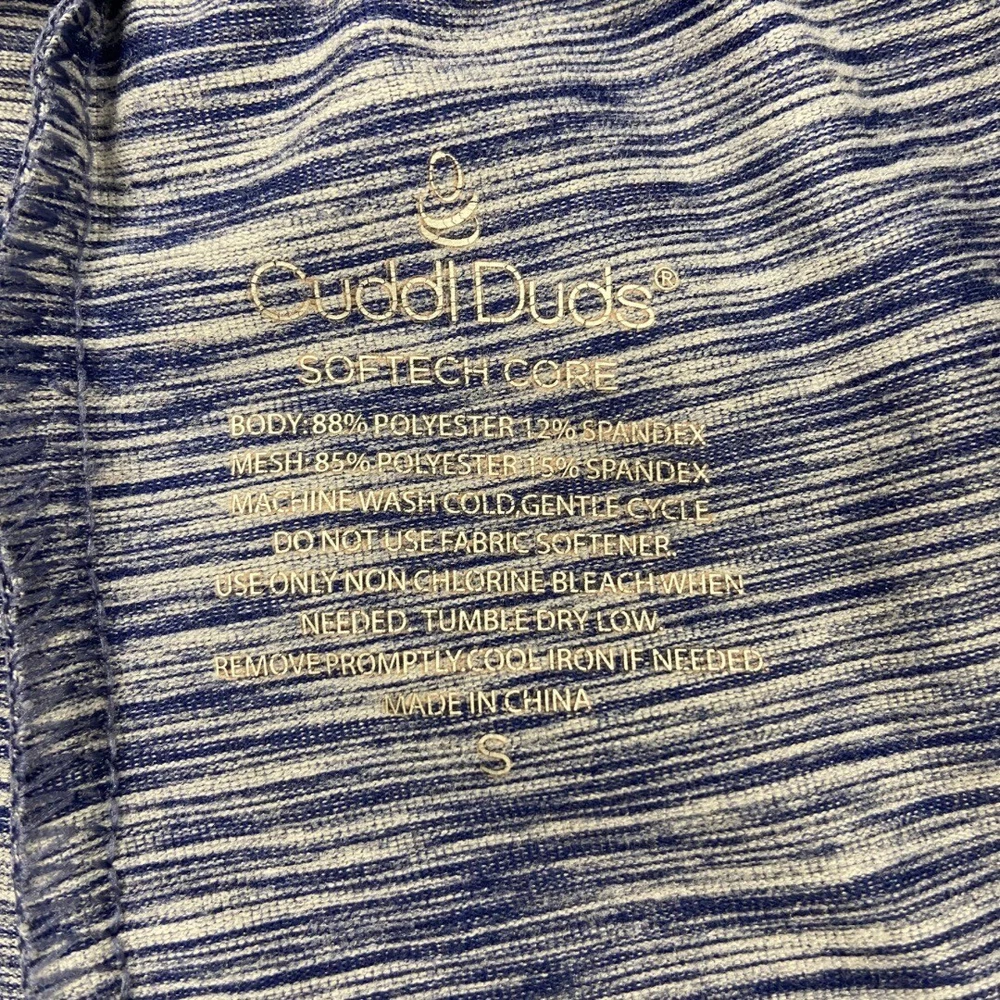 Cuddl Duds®
SOFTECH CORE
BODY: 88% POLYESTER 12% SPANDEX
MESH: 85% POLYESTER 15% SPANDEX
MACHINE WASH COLD, GENTLE CYCLE.
DO NOT USE FABRIC SOFTENER.
USE ONLY NON CHLORINE BLEACH WHEN
NEEDED. TUMBLE DRY LOW.
REMOVE PROMPTLY. COOL IRON IF NEEDED
MADE IN CHINA
S